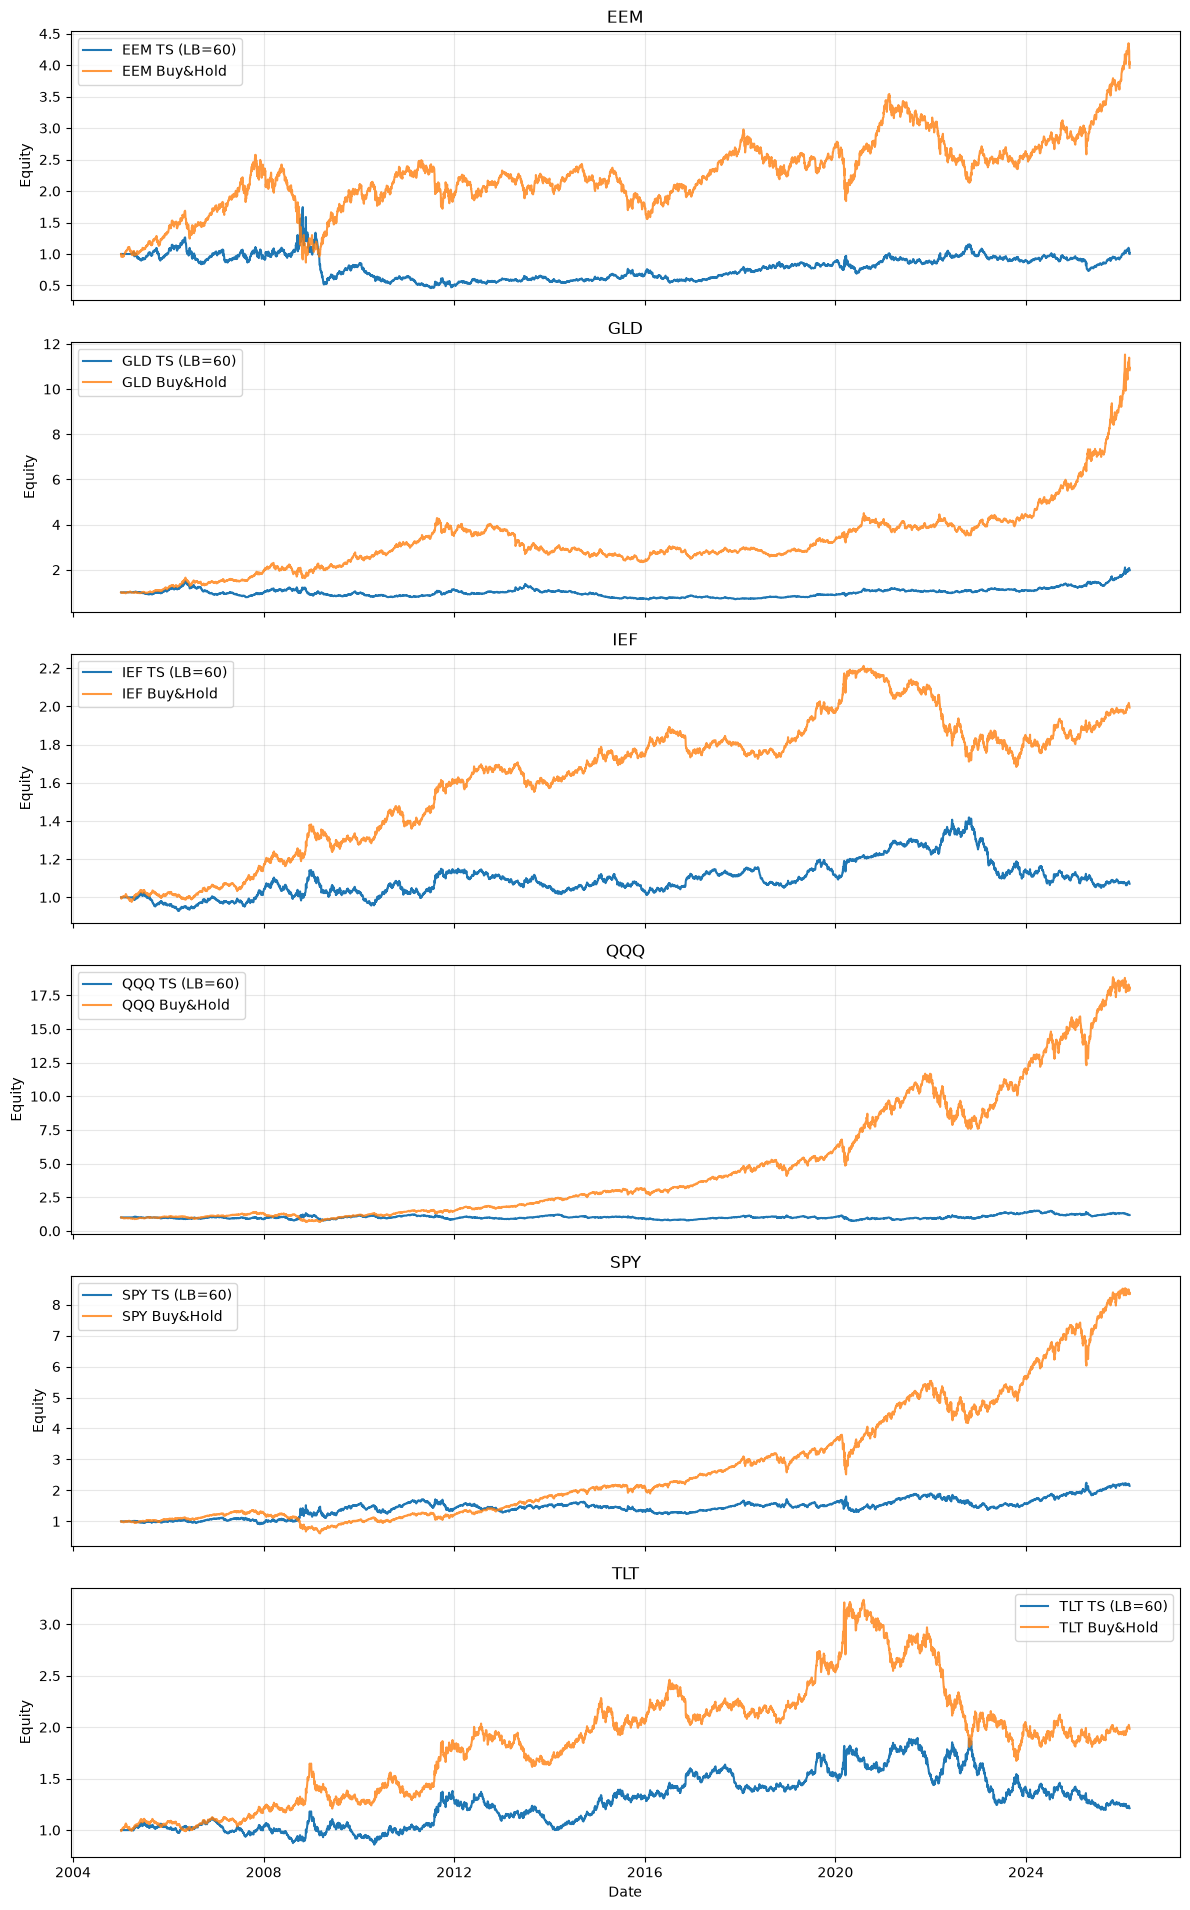 EEM
EEM TS (LB=60)
EEM Buy&Hold
Equity
4.5
4.0
3.5
3.0
2.5
2.0
1.5
1.0
0.5
GLD
GLD TS (LB=60)
GLD Buy&Hold
Equity
12
10
8
6
4
2
IEF
IEF TS (LB=60)
IEF Buy&Hold
Equity
2.2
2.0
1.8
1.6
1.4
1.2
1.0
QQQ
QQQ TS (LB=60)
QQQ Buy&Hold
Equity
17.5
15.0
12.5
10.0
7.5
5.0
2.5
0.0
SPY
SPY TS (LB=60)
SPY Buy&Hold
Equity
8
7
6
5
4
3
2
1
TLT
TLT TS (LB=60)
TLT Buy&Hold
Equity
3.0
2.5
2.0
1.5
1.0
2004 2008 2012 2016 2020 2024
Date